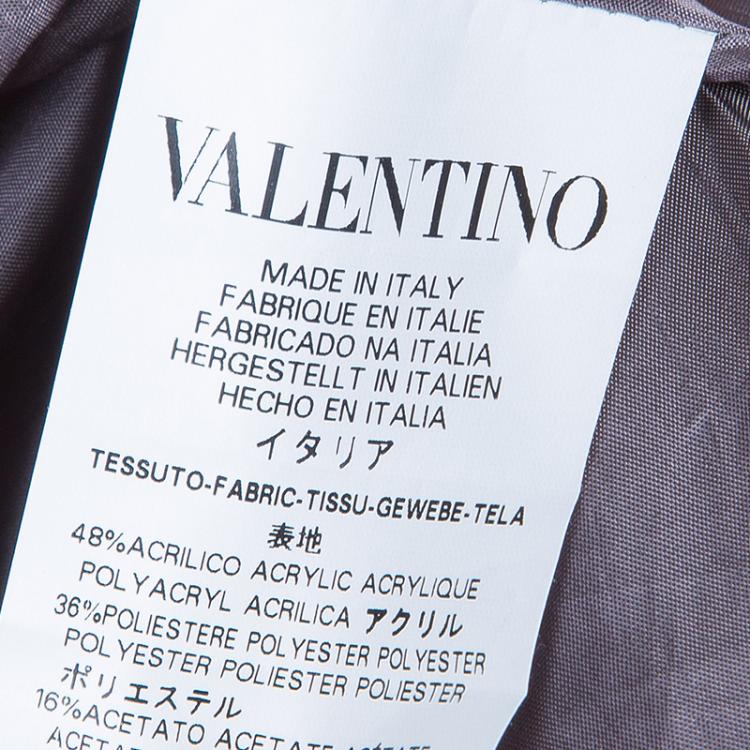 VALENTINO
MADE IN ITALY
FABRIQUE EN ITALIE
FABRICADO NA ITALIA
HERGESTELLT IN ITALIEN
HECHO EN ITALIA
イタリア
TESSUTO-FABRIC-TISSU-GEWEBE-TELA
表地
48%ACRILICO ACRYLIC ACRYLIQUE
POLYACRYL ACRILICA アクリル
36%POLIESTERE POLYESTER POLYESTER
POLYESTER POLIESTER POLIESTER
ポリエステル
16%ACETATO ACETATE ACÉTATE